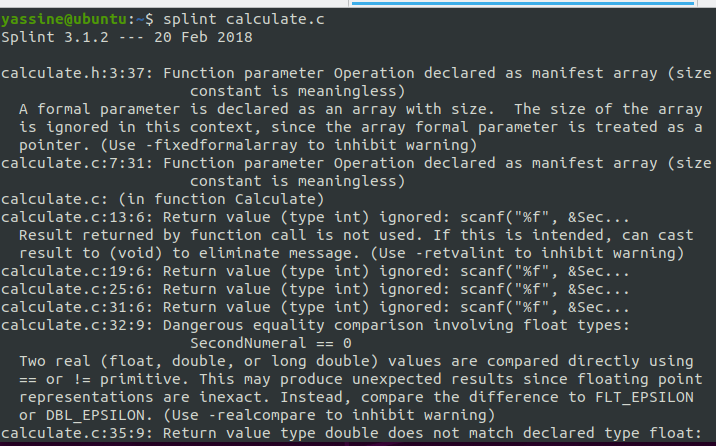 yassine@ubuntu:~$ splint calculate.c
Splint 3.1.2 --- 20 Feb 2018
calculate.h:3:37: Function parameter Operation declared as manifest array (size
constant is meaningless)
A formal parameter is declared as an array with size.  The size of the array
is ignored in this context, since the array formal parameter is treated as a
pointer. (Use -fixedformalarray to inhibit warning)
calculate.c:7:31: Function parameter Operation declared as manifest array (size
constant is meaningless)
calculate.c: (in function Calculate)
calculate.c:13:6: Return value (type int) ignored: scanf("%f", &Sec...
Result returned by function call is not used. If this is intended, can cast
result to (void) to eliminate message. (Use -retvalint to inhibit warning)
calculate.c:19:6: Return value (type int) ignored: scanf("%f", &Sec...
calculate.c:25:6: Return value (type int) ignored: scanf("%f", &Sec...
calculate.c:31:6: Return value (type int) ignored: scanf("%f", &Sec...
calculate.c:32:9: Dangerous equality comparison involving float types:
SecondNumeral == 0
Two real (float, double, or long double) values are compared directly using
== or != primitive. This may produce unexpected results since floating point
representations are inexact. Instead, compare the difference to FLT_EPSILON
or DBL_EPSILON. (Use -realcompare to inhibit warning)
calculate.c:35:9: Return value type double does not match declared type float: